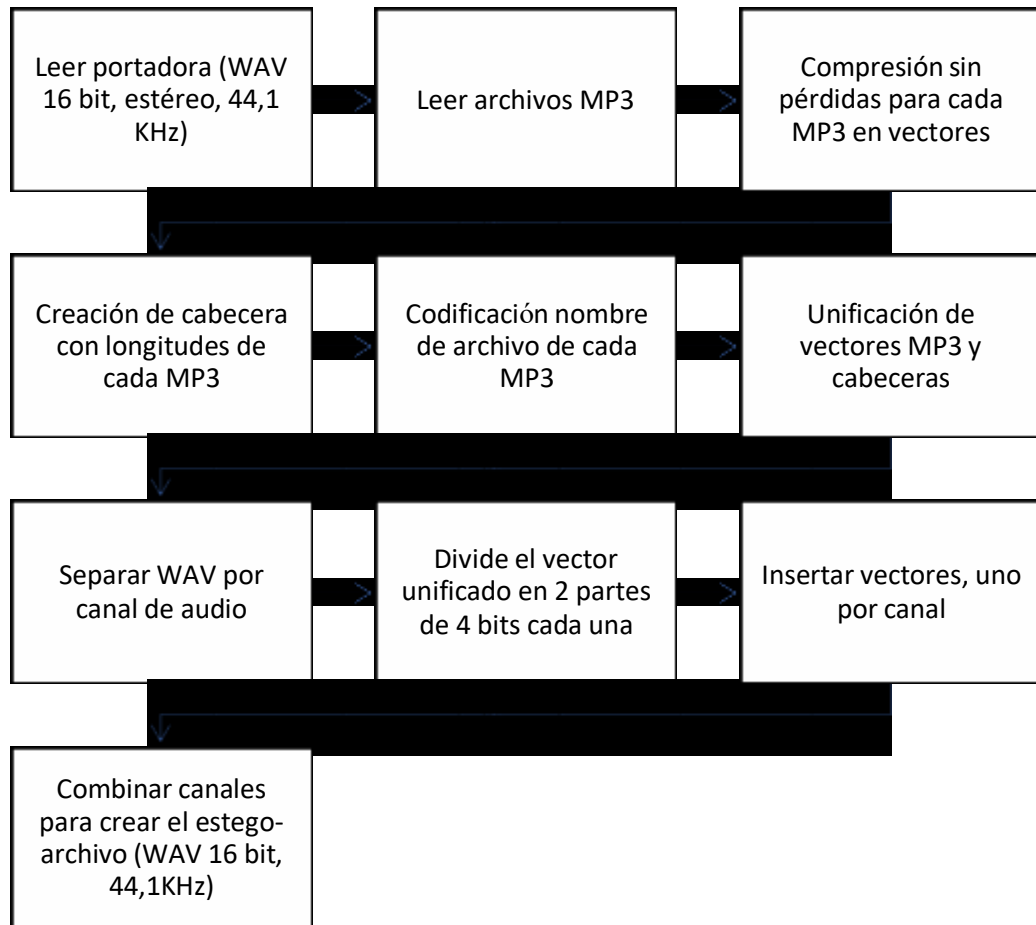 Leer portadora (WAV
16 bit, estéreo, 44,1
KHz)
Leer archivos MP3
Compresión sin
pérdidas para cada
MP3 en vectores
Creación de cabecera
con longitudes de
cada MP3
Codificación nombre
de archivo de cada
MP3
Unificación de
vectores MP3 y
cabeceras
Separar WAV por
canal de audio
Divide el vector
unificado en 2 partes
de 4 bits cada una
Insertar vectores, uno
por canal
Combinar canales
para crear el estego-
archivo (WAV 16 bit,
44,1KHz)